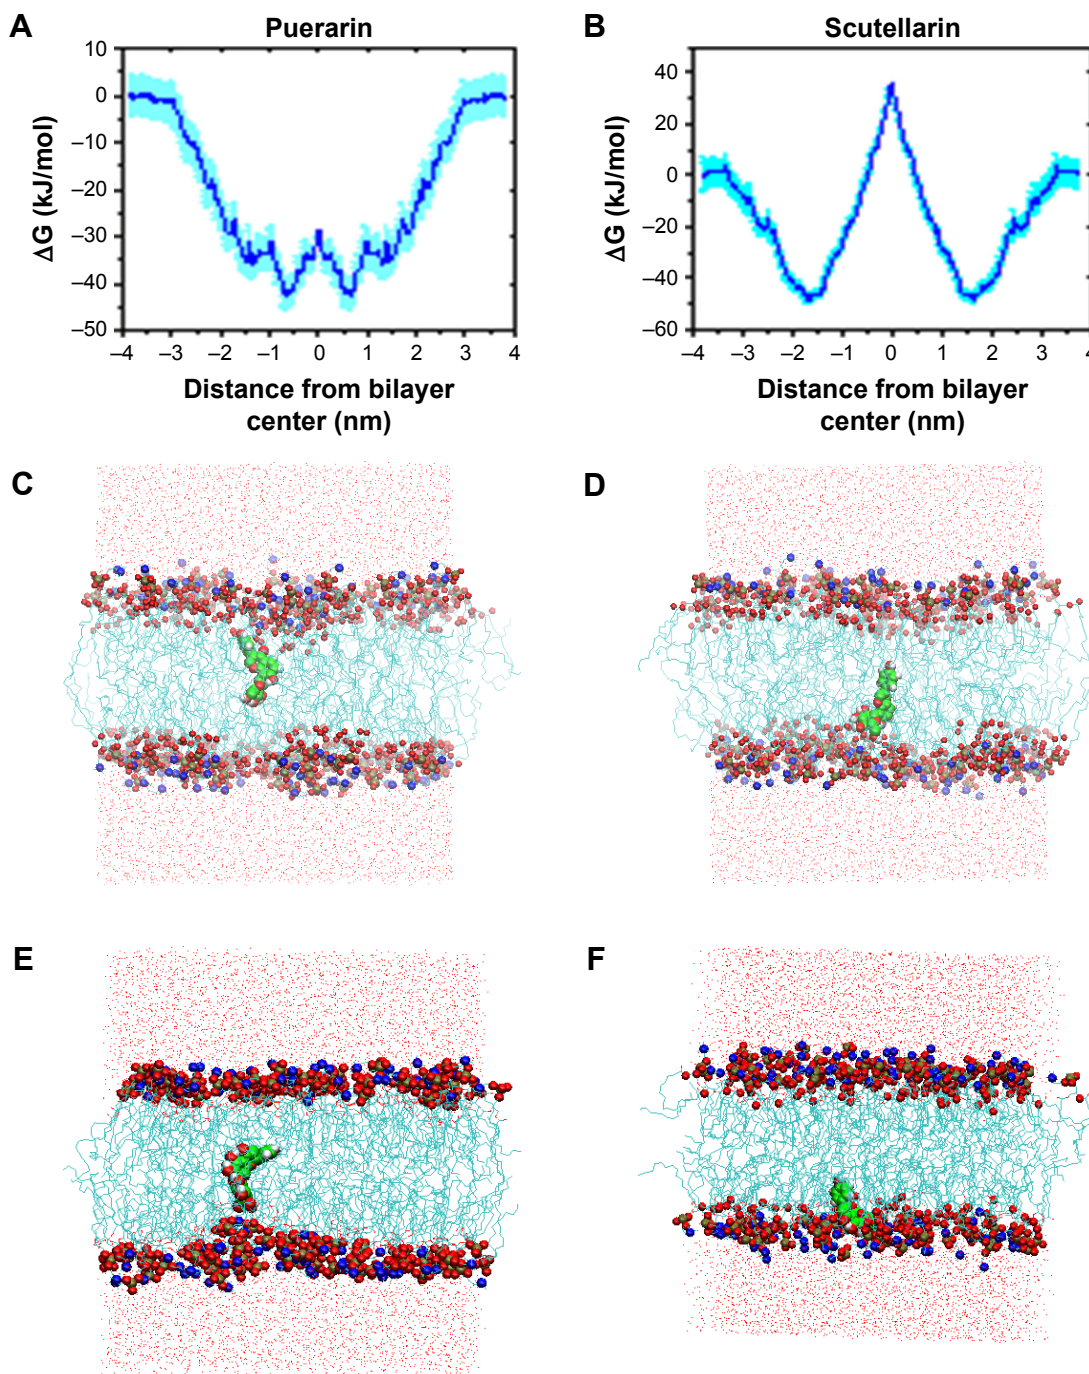 A
Puerarin
10
0
–10
–20
–30
–40
–50
ΔG (kJ/mol)
–4 –3 –2 –1 0 1 2 3 4
Distance from bilayer
center (nm)
B
Scutellarin
40
20
0
–20
–40
–60
ΔG (kJ/mol)
–4 –3 –2 –1 0 1 2 3 4
Distance from bilayer
center (nm)
C
D
E
F